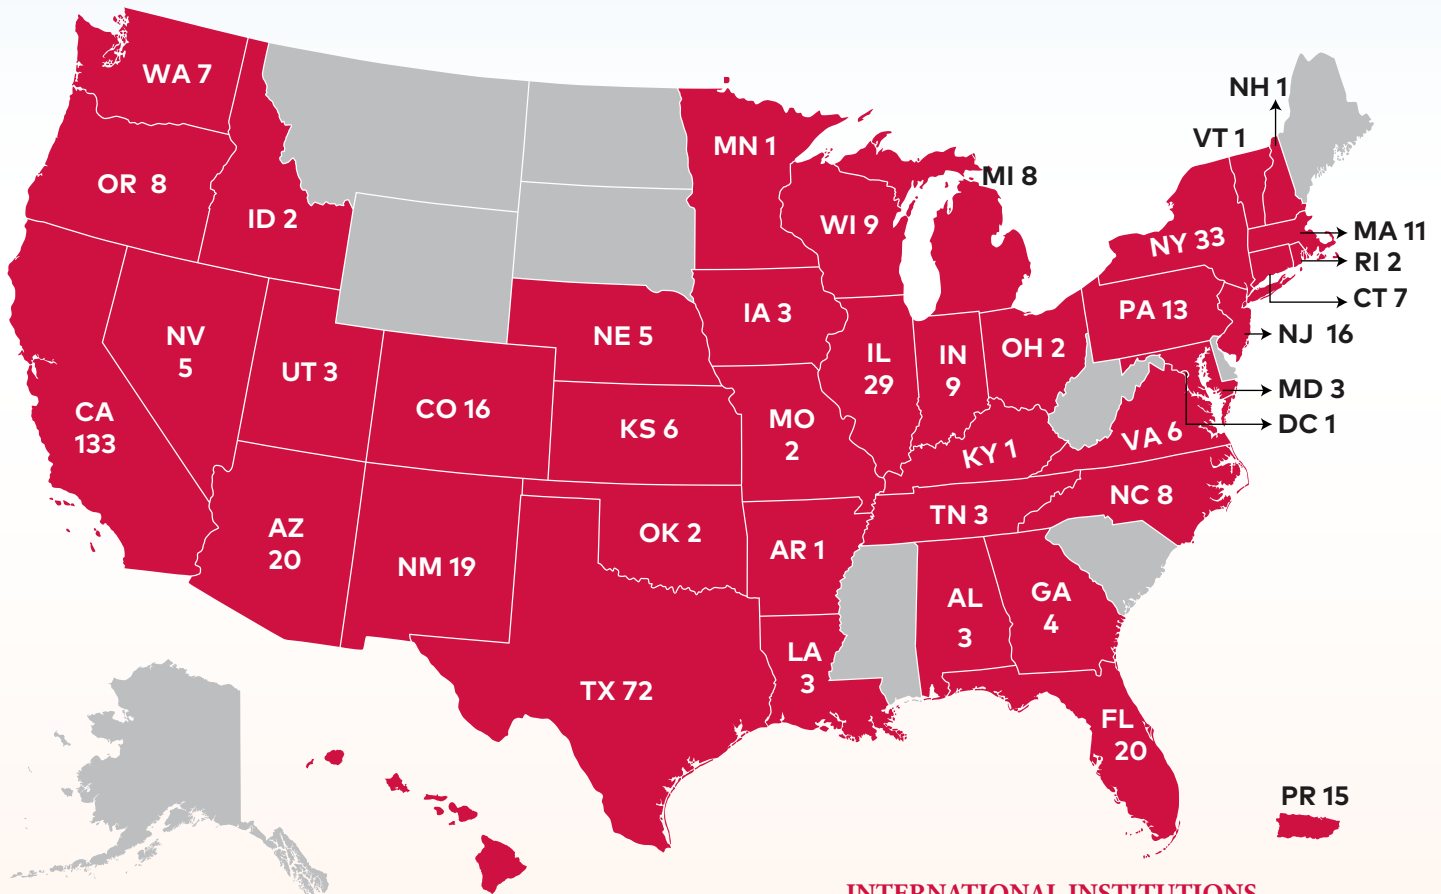 WA 7
OR 8
ID 2
NV
5
UT 3
CA
133
AZ
20
CO 16
NM 19
NE 5
KS 6
OK 2
TX 72
MN 1
IA 3
MO
2
AR 1
LA
3
WI 9
IL
29
MI 8
IN
9
OH 2
KY 1
TN 3
AL
3
GA
4
FL
20
NC 8
VA 6
PA 13
NY 33
VT 1
NH 1
MA 11
RI 2
CT 7
NJ 16
MD 3
DC 1
PR 15
INTERNATIONAL INSTITUTIONS